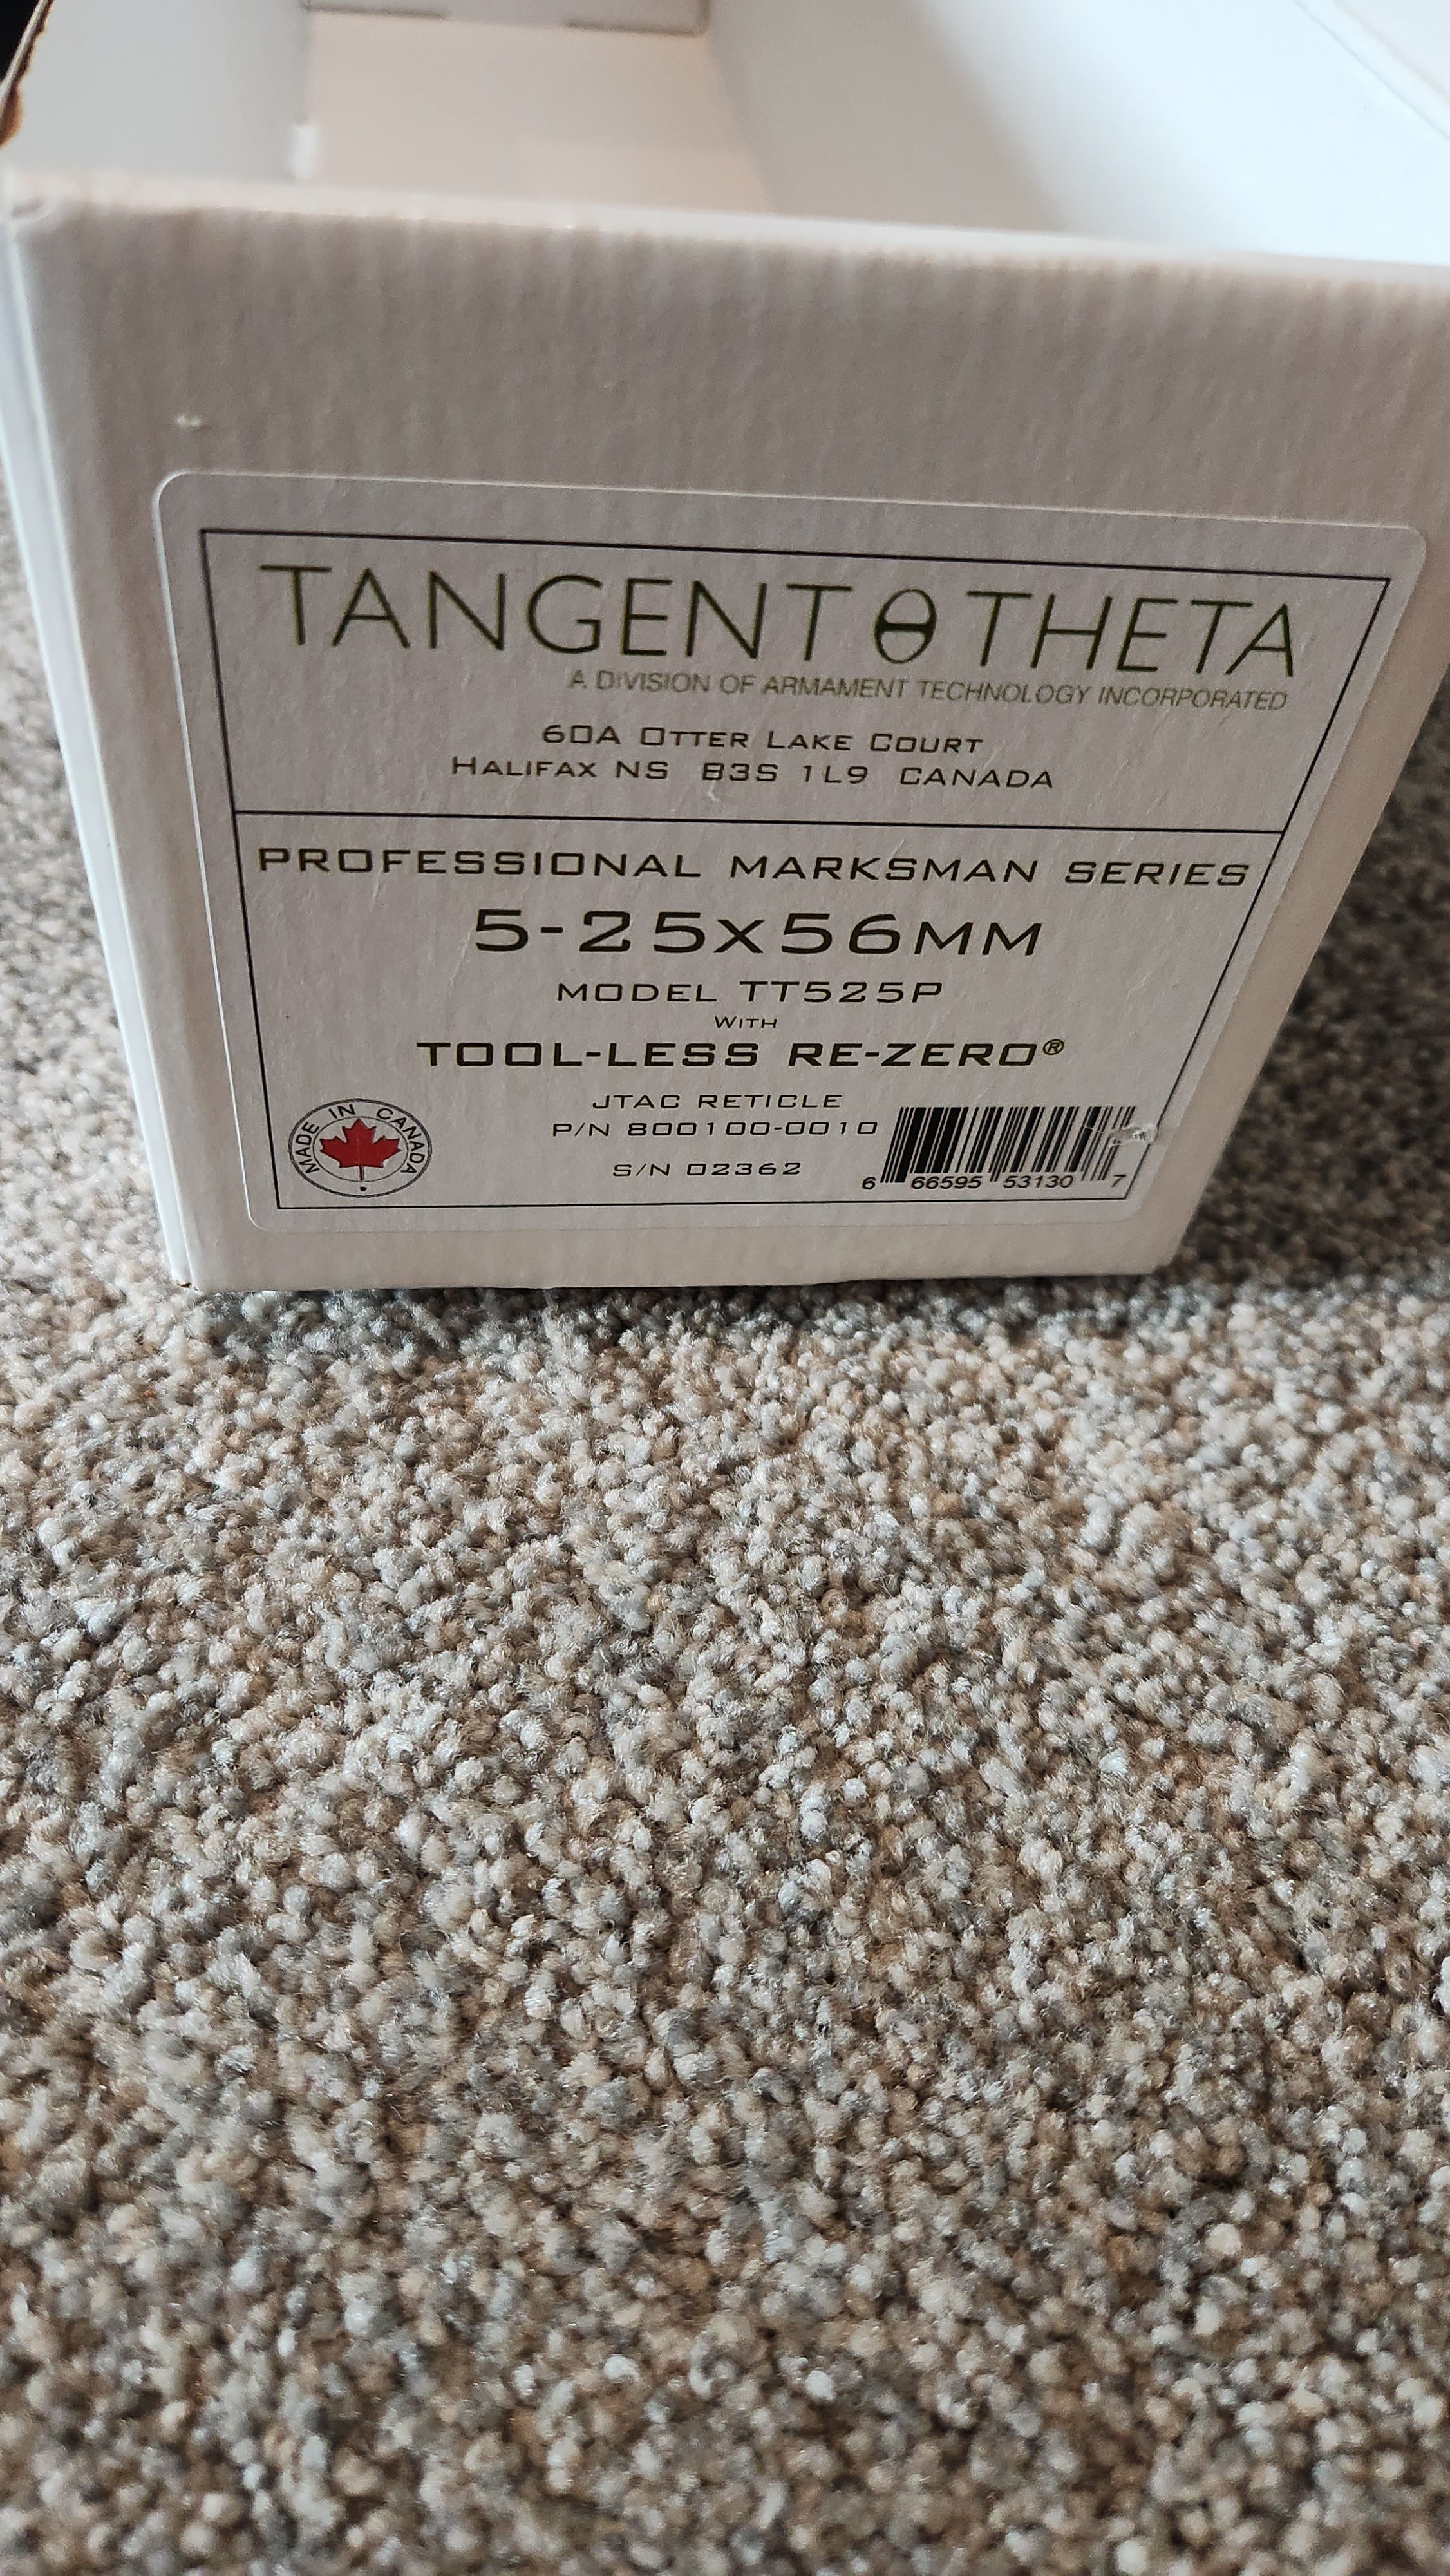 TANGENT θ THETA
A DIVISION OF ARMAMENT TECHNOLOGY INCORPORATED
60A OTTER LAKE COURT
HALIFAX NS B3S 1L9 CANADA
PROFESSIONAL MARKSMAN SERIES
5-25x56MM
MODEL TT525P
WITH
TOOL-LESS RE-ZERO®
JTAC RETICLE
P/N 800100-0010
S/N 02362
MADE IN CANADA
6 66595 53130 7